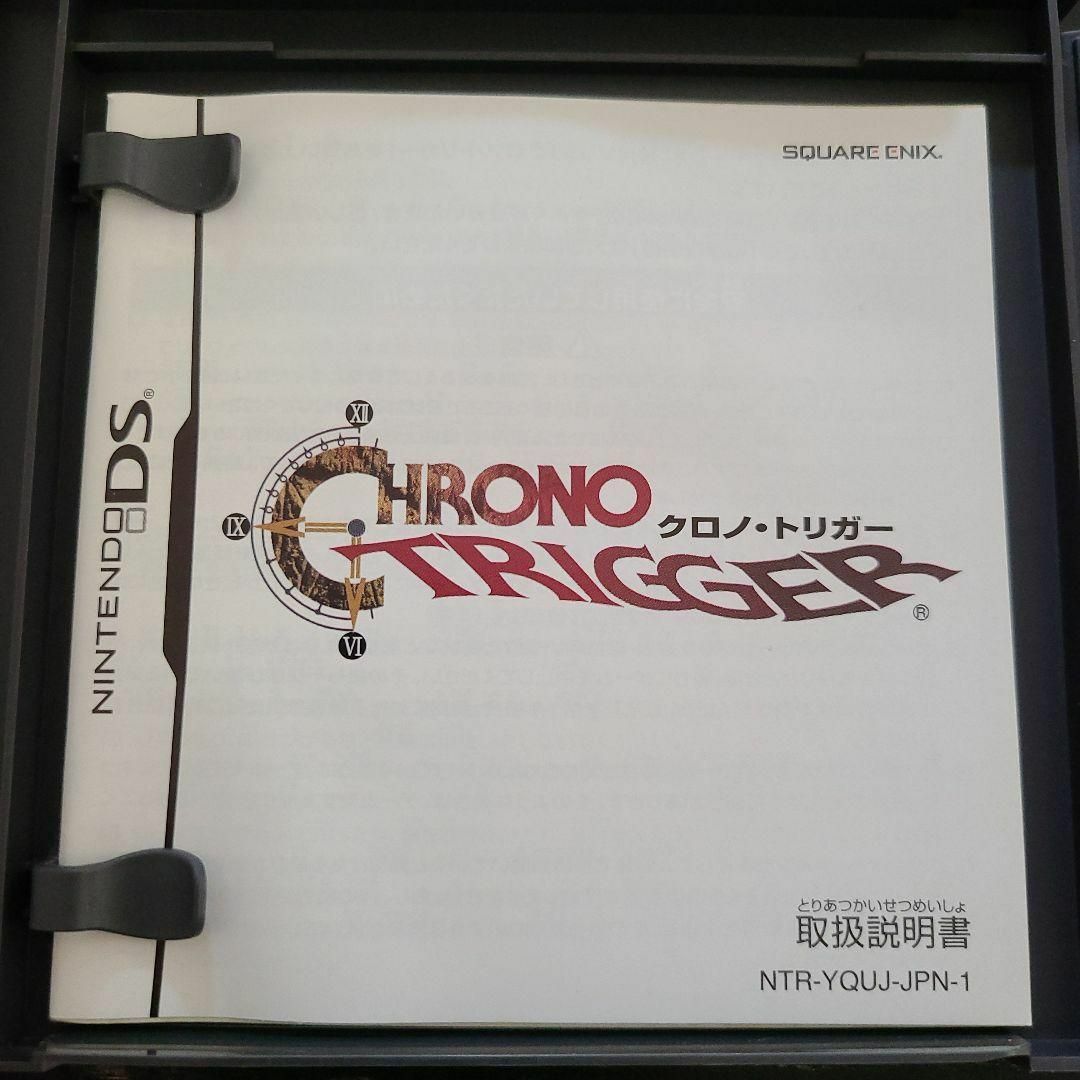 SQUARE ENIX®
NINTENDO DS®
XII
IX
VI
CHRONO
クロノ・トリガー
TRIGGER®
とりあつかいせつめいしょ
取扱説明書
NTR-YQUJ-JPN-1